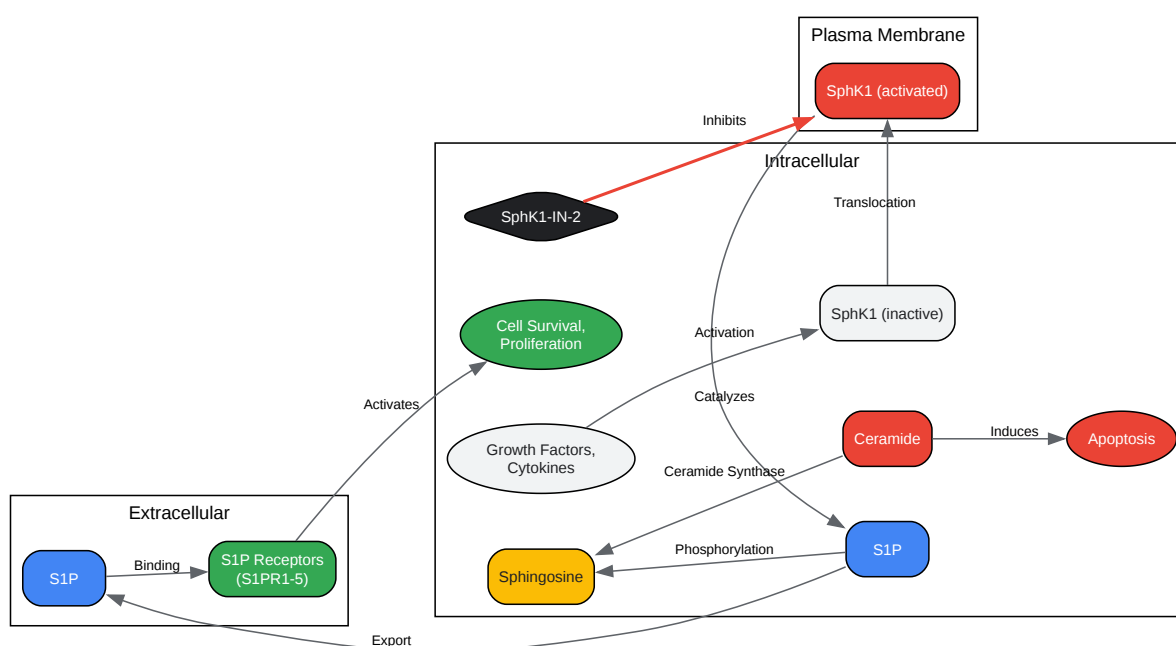 Plasma Membrane
SphK1 (activated)
Inhibits
Intracellular
SphK1-IN-2
Translocation
Cell Survival,
Proliferation
SphK1 (inactive)
Activation
Activates
Catalyzes
Growth Factors,
Cytokines
Ceramide
Induces
Apoptosis
Ceramide Synthase
Extracellular
S1P
Binding
S1P Receptors
(S1PR1-5)
Sphingosine
Phosphorylation
S1P
Export